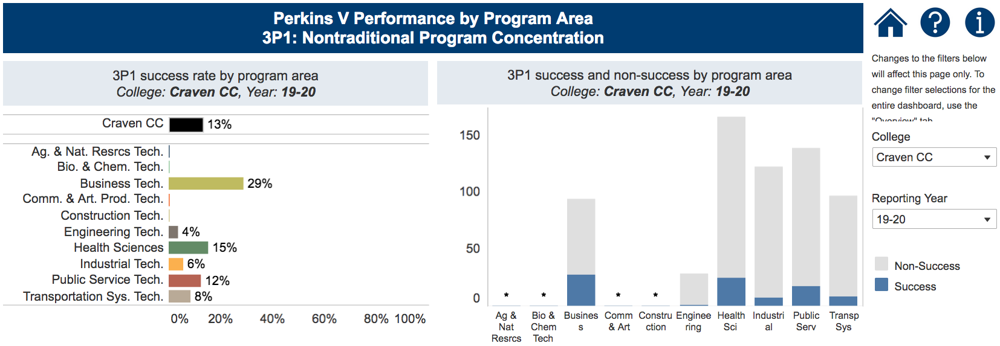 Perkins V Performance by Program Area
3P1: Nontraditional Program Concentration
3P1 success rate by program area
College: Craven CC, Year: 19-20
Craven CC 13%
Ag. & Nat. Resrcs Tech.
Bio. & Chem. Tech.
Business Tech. 29%
Comm. & Art. Prod. Tech.
Construction Tech.
Engineering Tech. 4%
Health Sciences 15%
Industrial Tech. 6%
Public Service Tech. 12%
Transportation Sys. Tech. 8%
0% 20% 40% 60% 80% 100%
3P1 success and non-success by program area
College: Craven CC, Year: 19-20
150
100
50
0
* * * *
Ag & Bio & Busines Comm Constru Enginee Health Industri Public Transp
Nat Chem s & Art ction ring Sci al Serv Sys
Resrcs Tech
Changes to the filters below
will affect this page only. To
change filter selections for the
entire dashboard, use the
"Overview" tab
College
Craven CC
Reporting Year
19-20
Non-Success
Success